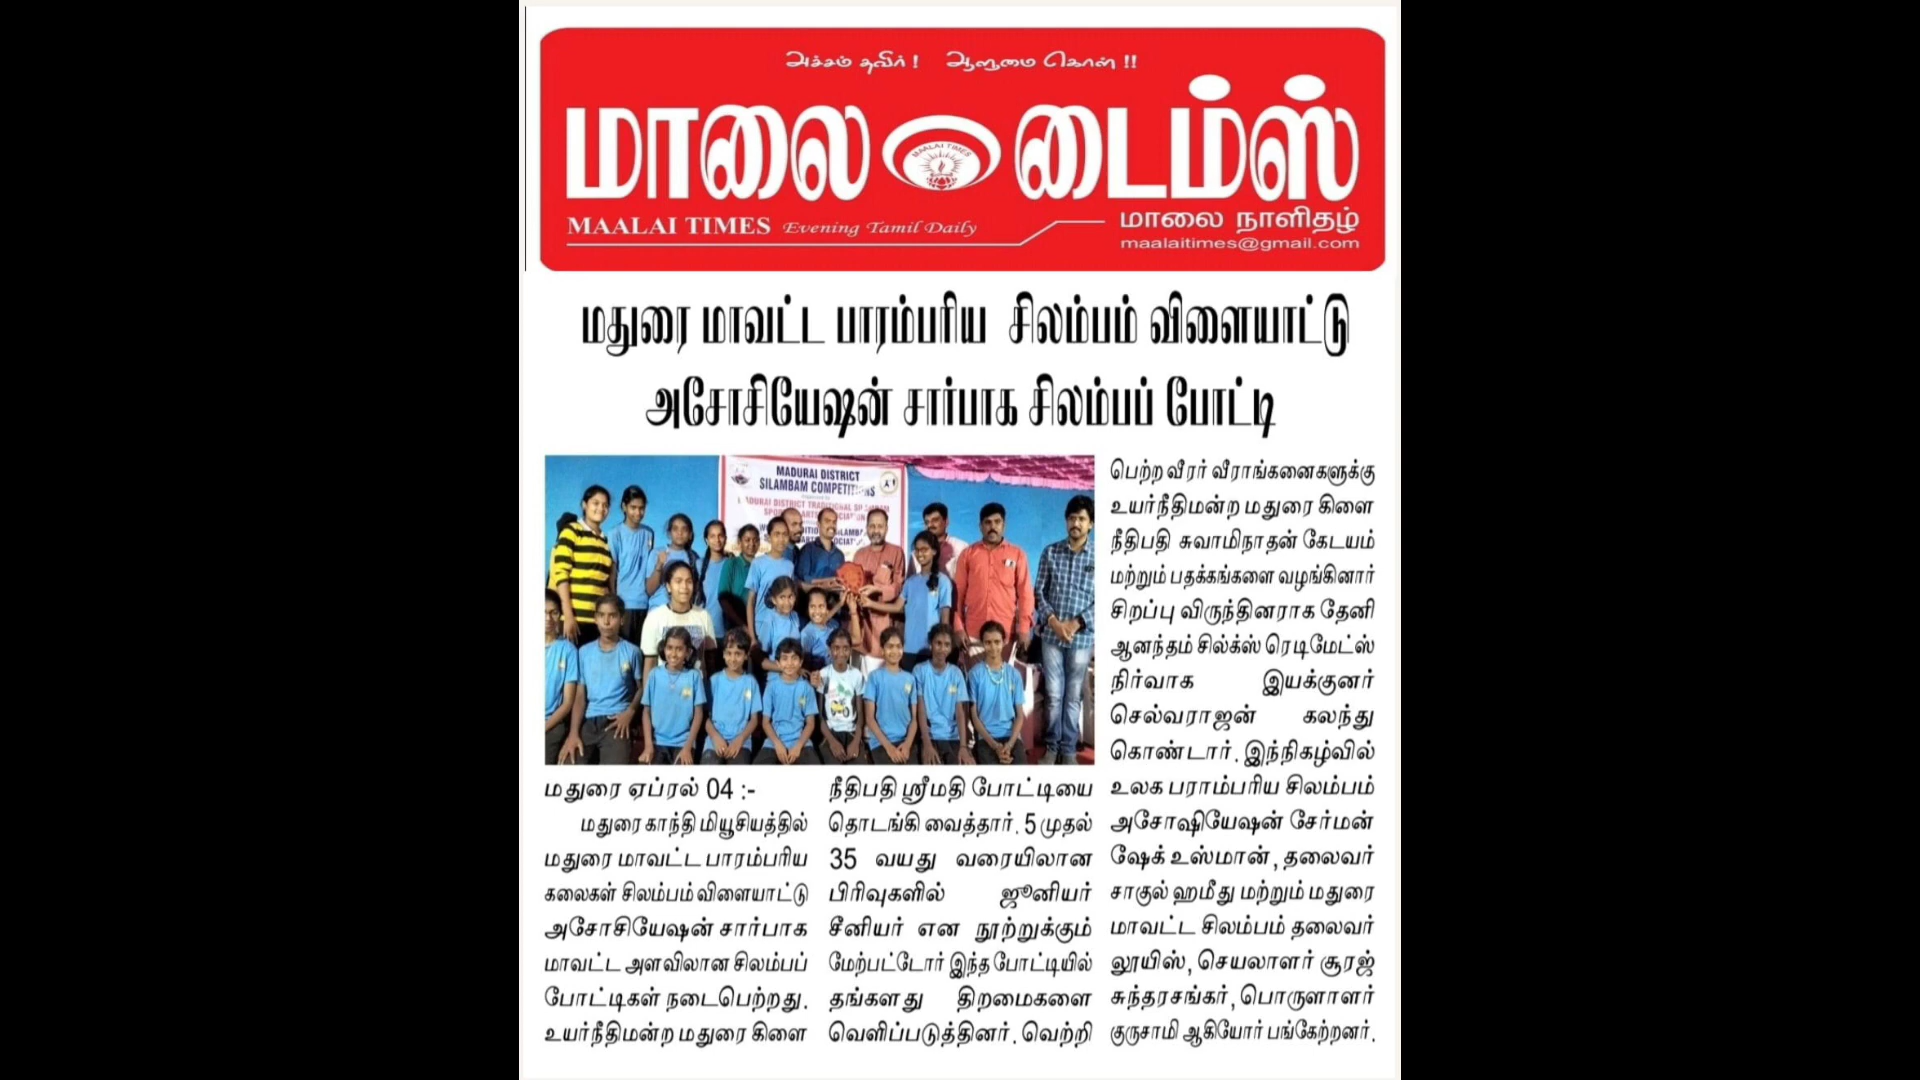 அச்சம் தவிர் ! ஆளுமை கொள் !!
மாலை டைம்ஸ்
MAALAI TIMES
MAALAI TIMES Evening Tamil Daily
மாலை நாளிதழ்
maalaitimes@gmail.com
மதுரை மாவட்ட பாரம்பரிய சிலம்பம் விளையாட்டு
அசோசியேஷன் சார்பாக சிலம்பப் போட்டி
MADURAI DISTRICT
SILAMBAM COMPETITIONS
மதுரை ஏப்ரல் 04 :-
மதுரை காந்தி மியூசியத்தில்
மதுரை மாவட்ட பாரம்பரிய
கலைகள் சிலம்பம் விளையாட்டு
அசோசியேஷன் சார்பாக
மாவட்ட அளவிலான சிலம்பப்
போட்டிகள் நடைபெற்றது.
உயர்நீதிமன்ற மதுரை கிளை
நீதிபதி ஸ்ரீமதி போட்டியை
தொடங்கி வைத்தார். 5 முதல்
35 வயது வரையிலான
பிரிவுகளில் ஜூனியர்
சீனியர் என நூற்றுக்கும்
மேற்பட்டோர் இந்த போட்டியில்
தங்களது திறமைகளை
வெளிப்படுத்தினர். வெற்றி
பெற்ற வீரர் வீராங்கனைகளுக்கு
உயர்நீதிமன்ற மதுரை கிளை
நீதிபதி சுவாமிநாதன் கேடயம்
மற்றும் பதக்கங்களை வழங்கினார்
சிறப்பு விருந்தினராக தேனி
ஆனந்தம் சில்க்ஸ் ரெடிமேட்ஸ்
நிர்வாக இயக்குனர்
செல்வராஜன் கலந்து
கொண்டார். இந்நிகழ்வில்
உலக பராம்பரிய சிலம்பம்
அசோஷியேஷன் சேர்மன்
ஷேக் உஸ்மான், தலைவர்
சாகுல் ஹமீது மற்றும் மதுரை
மாவட்ட சிலம்பம் தலைவர்
லூயிஸ், செயலாளர் சூரஜ்
சுந்தரசங்கர், பொருளாளர்
குருசாமி ஆகியோர் பங்கேற்றனர்.